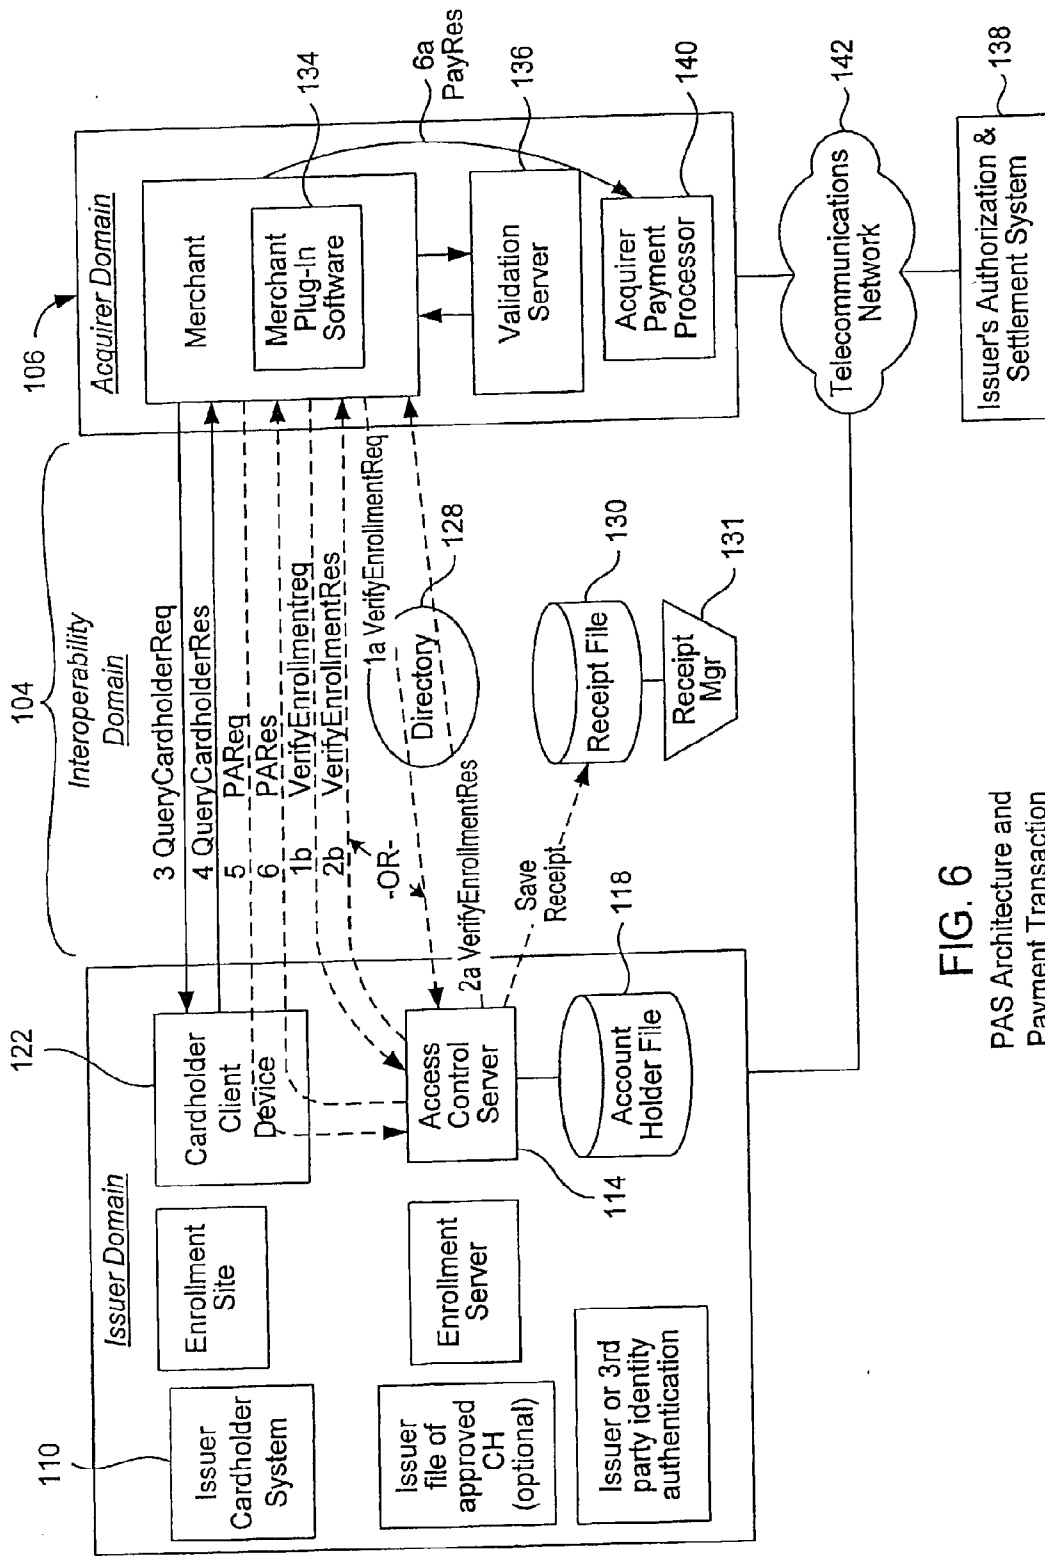 104
Interoperability
Domain
106
Acquirer Domain
Merchant
Merchant
Plug-In
Software
134
6a
PayRes
Validation
Server
136
Acquirer
Payment
Processor
140
Telecommunications
Network
142
Issuer's Authorization &
Settlement System
138
3 QueryCardholderReq
4 QueryCardholderRes
5 PAReq
6 PARes
1b VerifyEnrollmentreq
2b VerifyEnrollmentRes
-OR-
1a VerifyEnrollmentReq
Directory
128
2a VerifyEnrollmentRes
Save
Receipt
Receipt File
130
Receipt
Mgr
131
Issuer Domain
110
Issuer
Cardholder
System
Enrollment
Site
122
Cardholder
Client
Device
Issuer
file of
approved
CH
(optional)
Enrollment
Server
Access
Control
Server
114
Issuer or 3rd
party identity
authentication
Account
Holder File
118
FIG. 6
PAS Architecture and
Payment Transaction